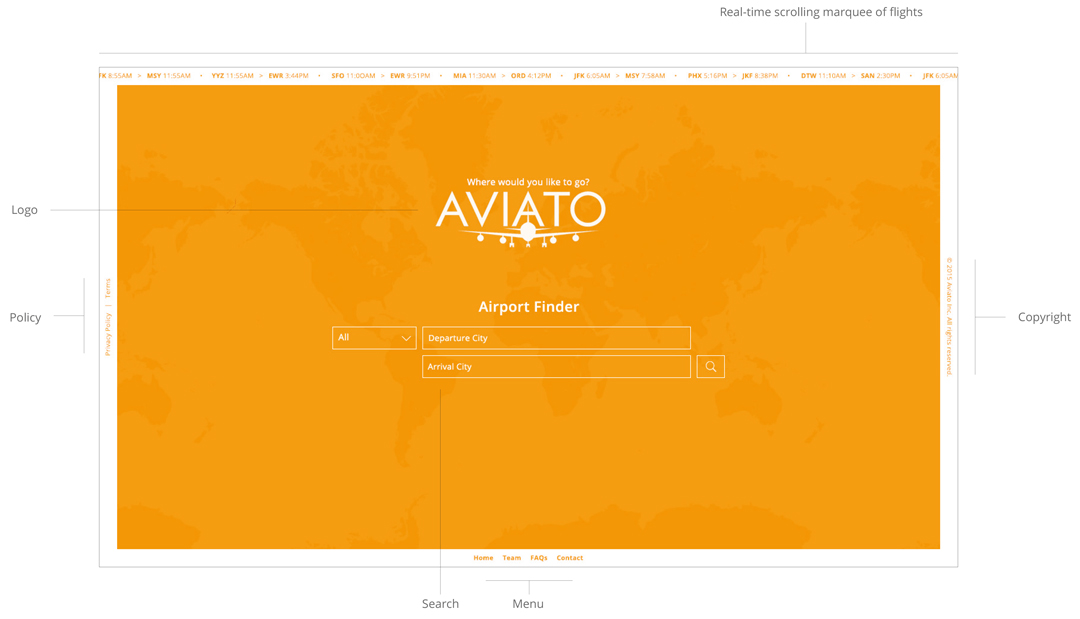 Real-time scrolling marquee of flights
TK 8:55AM > MSY 11:55AM • YYZ 11:55AM > EWR 3:44PM • SFO 11:00AM > EWR 9:51PM • MIA 11:30AM > ORD 4:12PM • JFK 6:05AM > MSY 7:58AM • PHX 5:16PM > JKF 8:38PM • DTW 11:10AM > SAN 2:30PM • JFK 6:05AM
Where would you like to go?
AVIATO
Logo
Privacy Policy | Terms
Policy
© 2015 Aviato Inc. All rights reserved.
Copyright
Airport Finder
All
Departure City
Arrival City
Home Team FAQs Contact
Search
Menu